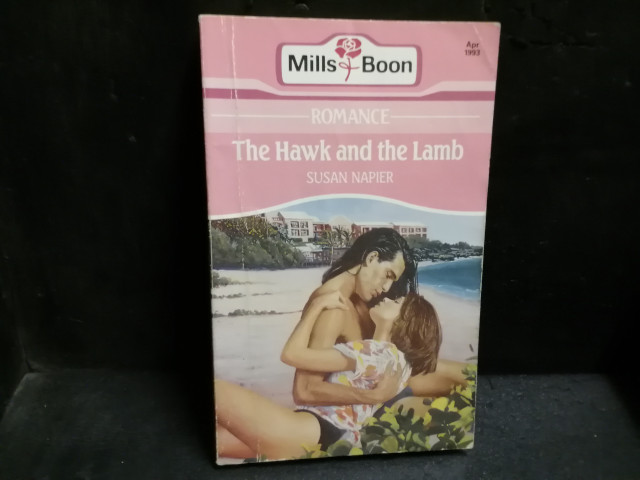 Mills & Boon
Apr
1993
ROMANCE
The Hawk and the Lamb
SUSAN NAPIER